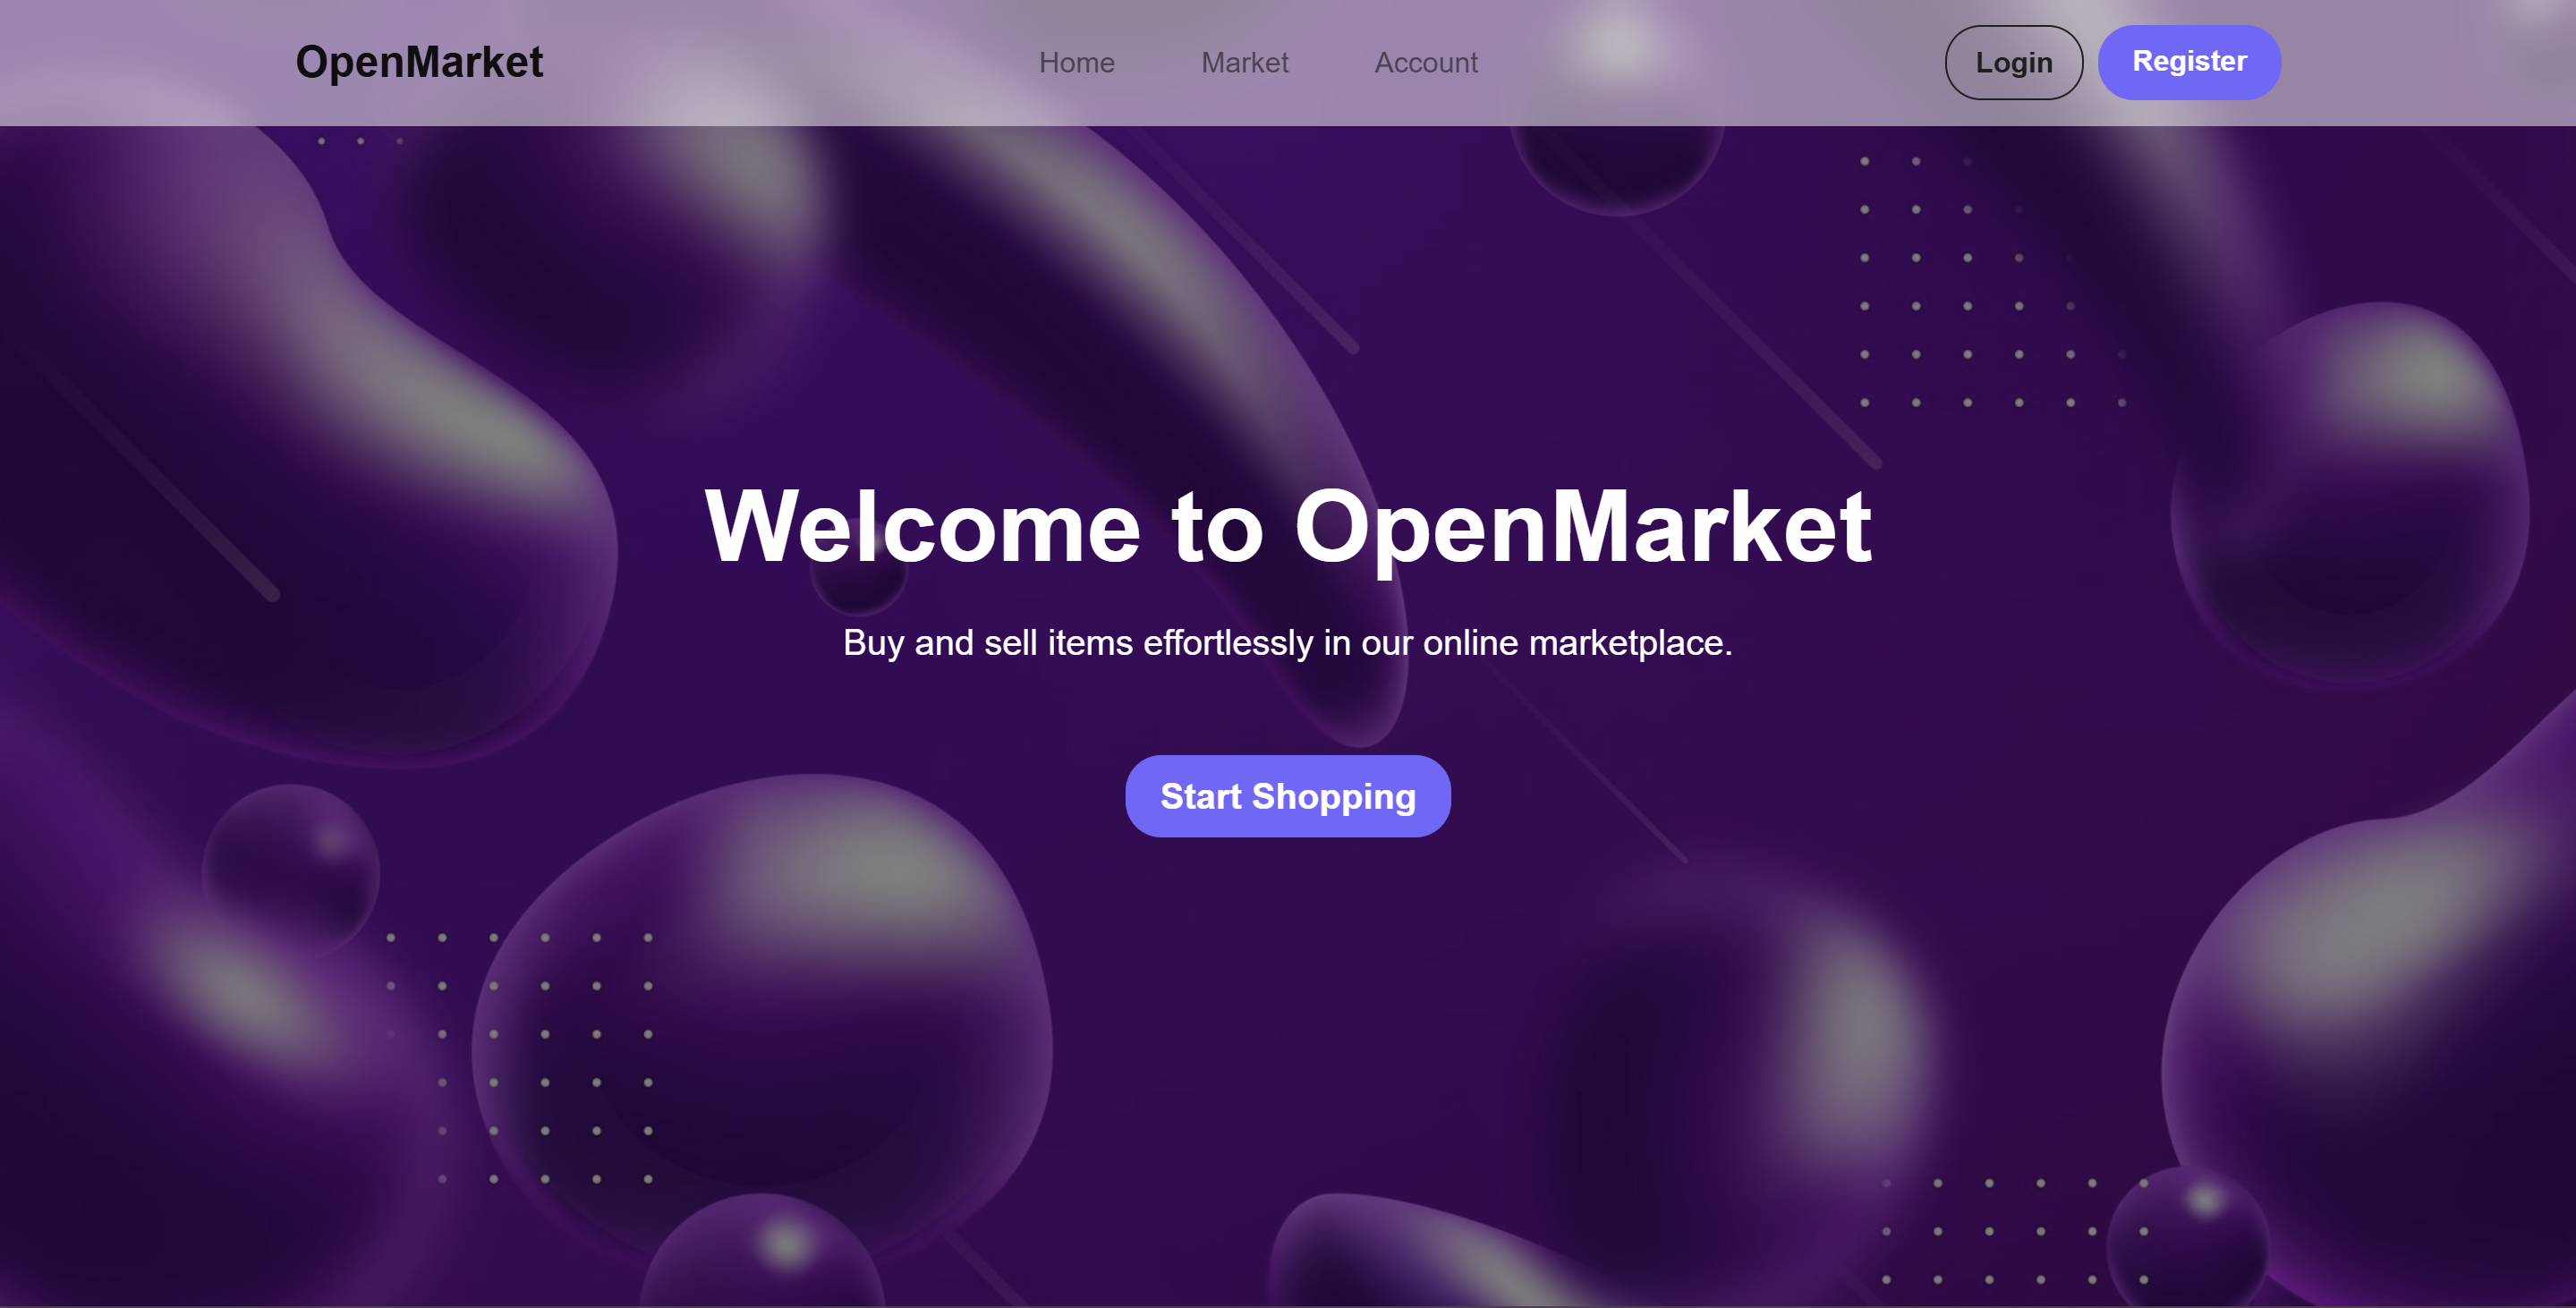 OpenMarket
Home Market Account
Login Register
Welcome to OpenMarket
Buy and sell items effortlessly in our online marketplace.
Start Shopping